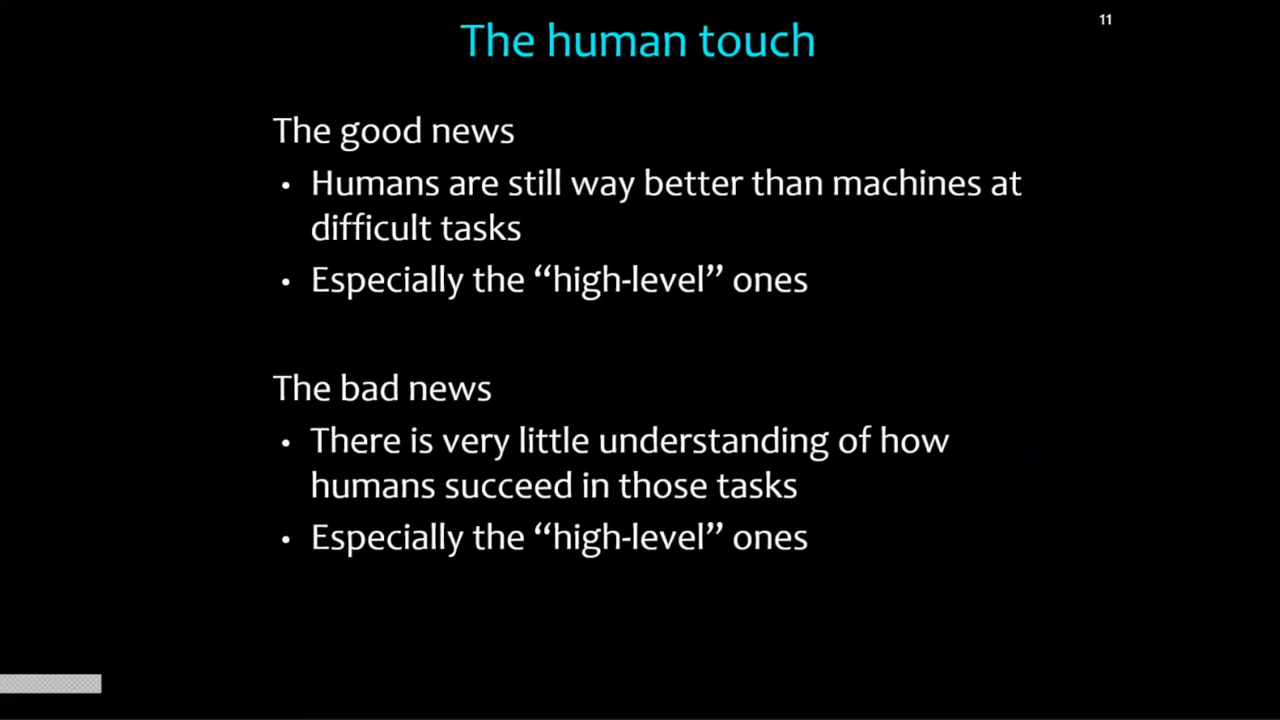 The human touch
11
The good news
• Humans are still way better than machines at
difficult tasks
• Especially the “high-level” ones
The bad news
• There is very little understanding of how
humans succeed in those tasks
• Especially the “high-level” ones